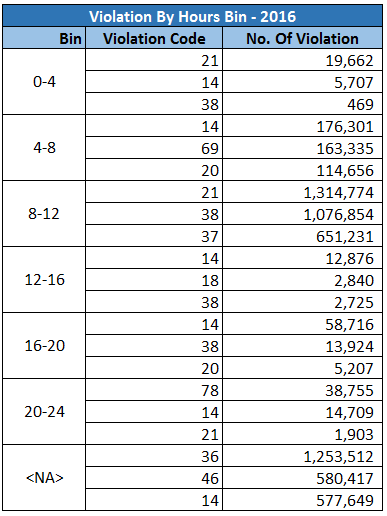 Violation By Hours Bin - 2016
Bin Violation Code No. Of Violation
0-4 21 19,662
14 5,707
38 469
4-8 14 176,301
69 163,335
20 114,656
8-12 21 1,314,774
38 1,076,854
37 651,231
12-16 14 12,876
18 2,840
38 2,725
16-20 14 58,716
38 13,924
20 5,207
20-24 78 38,755
14 14,709
21 1,903
<NA> 36 1,253,512
46 580,417
14 577,649